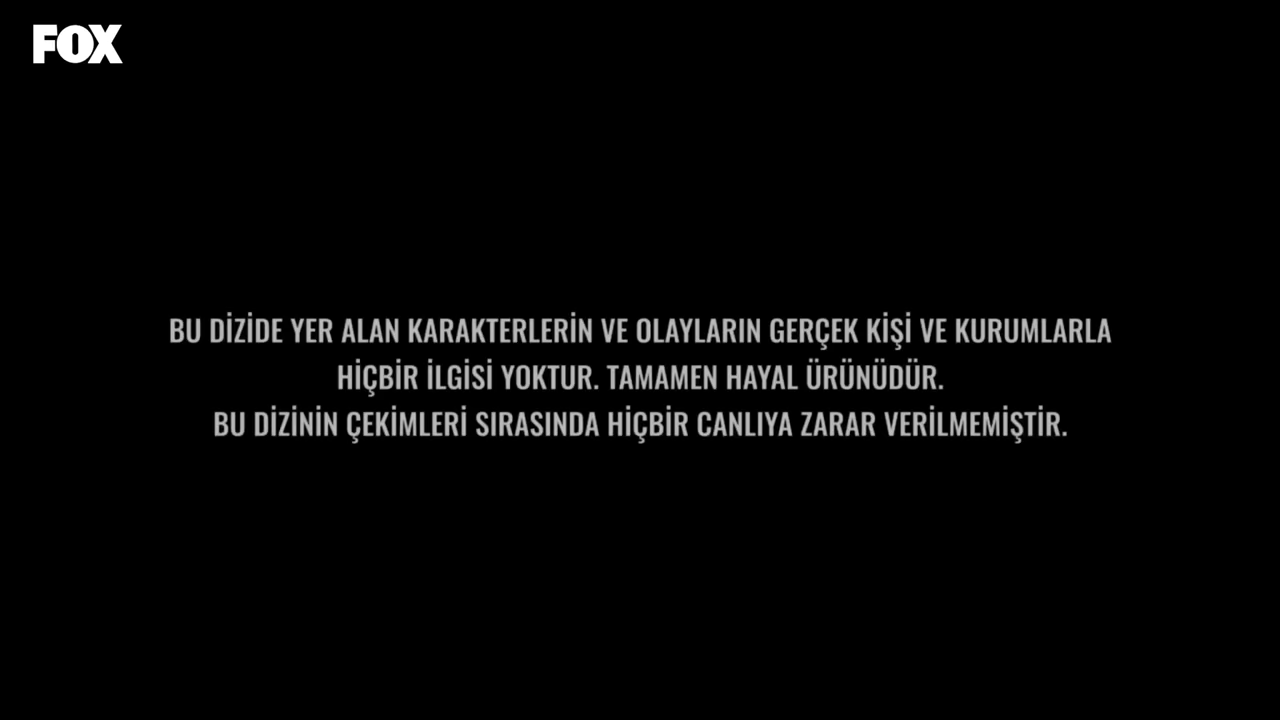 FOX
BU DİZİDE YER ALAN KARAKTERLERİN VE OLAYLARIN GERÇEK KİŞİ VE KURUMLARLA
HİÇBİR İLGİSİ YOKTUR. TAMAMEN HAYAL ÜRÜNÜDÜR.
BU DİZİNİN ÇEKİMLERİ SIRASINDA HİÇBİR CANLIYA ZARAR VERİLMEMİŞTİR.